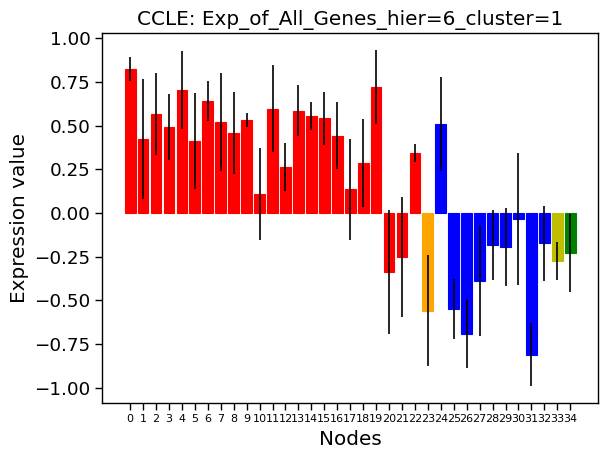 CCLE: Exp_of_All_Genes_hier=6_cluster=1
Expression value
1.00
0.75
0.50
0.25
0.00
−0.25
−0.50
−0.75
−1.00
0 1 2 3 4 5 6 7 8 9 10 11 12 13 14 15 16 17 18 19 20 21 22 23 24 25 26 27 28 29 30 31 32 33 34
Nodes